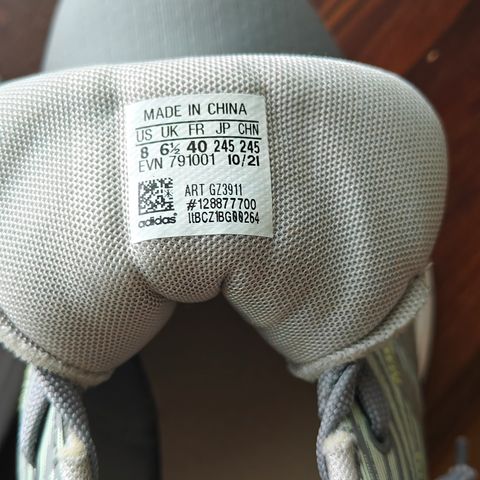 MADE IN CHINA
US UK FR JP CHN
8 6½ 40 245 245
EVN 791001 10/21
ART GZ3911
#128877700
adidas® ltBCZ1BG00264